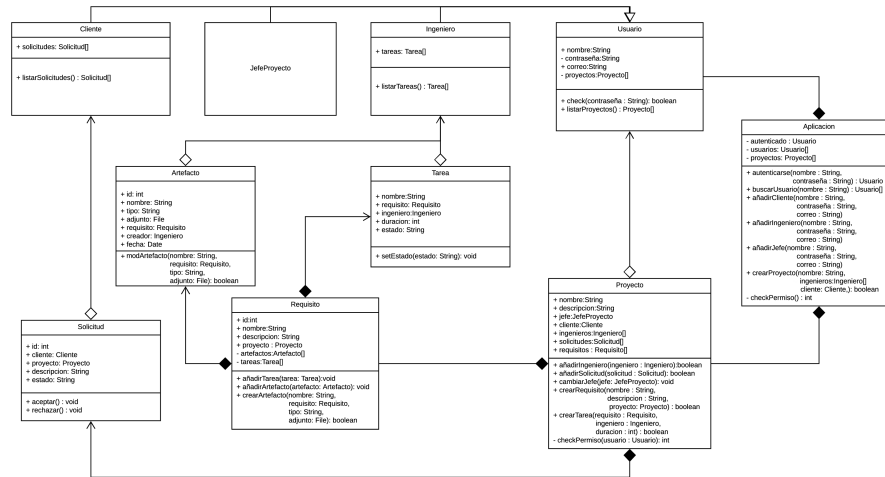 Cliente
+ solicitudes: Solicitud[]
+ listarSolicitudes() : Solicitud[]
JefeProyecto
Ingeniero
+ tareas: Tarea[]
+ listarTareas() : Tarea[]
Usuario
+ nombre:String
- contraseña:String
+ correo:String
- proyectos:Proyecto[]
+ check(contraseña : String): boolean
+ listarProyectos() : Proyecto[]
Aplicacion
- autenticado : Usuario
- usuarios: Usuario[]
- proyectos: Proyecto[]
+ autenticarse(nombre : String,
contraseña : String) : Usuario
+ buscarUsuario(nombre : String) : Usuario[]
+ añadirCliente(nombre : String,
contraseña : String,
correo : String)
+ añadirIngeniero(nombre : String,
contraseña : String,
correo : String)
+ añadirJefe(nombre : String,
contraseña : String,
correo : String)
+ crearProyecto(nombre: String,
ingenieros:Ingeniero[]
cliente: Cliente,): boolean
- checkPermiso() : int
Artefacto
+ id: int
+ nombre: String
+ tipo: String
+ adjunto: File
+ requisito: Requisito
+ creador: Ingeniero
+ fecha: Date
+ modArtefacto(nombre: String,
requisito: Requisito,
tipo: String,
adjunto: File): boolean
Tarea
+ nombre:String
+ requisito: Requisito
+ ingeniero:Ingeniero
+ duracion: int
+ estado: String
+ setEstado(estado: String): void
Solicitud
+ id: int
+ cliente: Cliente
+ proyecto: Proyecto
+ descripcion: String
+ estado: String
+ aceptar() : void
+ rechazar() : void
Requisito
+ id:int
+ nombre:String
+ descripcion: String
+ proyecto : Proyecto
- artefactos:Artefacto[]
- tareas:Tarea[]
+ añadirTarea(tarea: Tarea):void
+ añadirArtefacto(artefacto: Artefacto): void
+ crearArtefacto(nombre: String,
requisito: Requisito,
tipo: String,
adjunto: File): boolean
Proyecto
+ nombre:String
+ descripcion:String
+ jefe:JefeProyecto
+ cliente:Cliente
+ ingenieros:Ingeniero[]
+ solicitudes:Solicitud[]
+ requisitos : Requisito[]
+ añadirIngeniero(ingeniero : Ingeniero):boolean
+ añadirSolicitud(solicitud : Solicitud): boolean
+ cambiarJefe(jefe: JefeProyecto): void
+ crearRequisito(nombre : String,
descripcion : String,
proyecto: Proyecto) : boolean
+ crearTarea(requisito : Requisito,
ingeniero : Ingeniero,
duracion : int) : boolean
- checkPermiso(usuario : Usuario): int